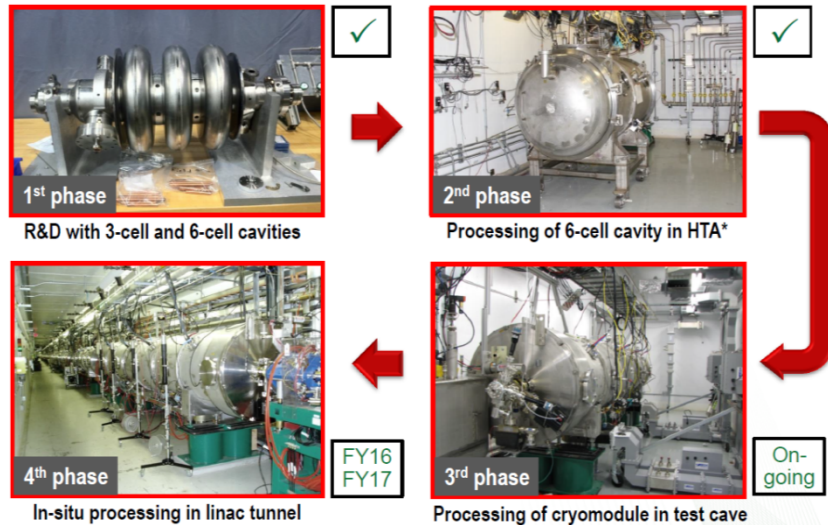 ✓
1st phase
R&D with 3-cell and 6-cell cavities
✓
2nd phase
Processing of 6-cell cavity in HTA*
On-
going
3rd phase
Processing of cryomodule in test cave
FY16
FY17
4th phase
In-situ processing in linac tunnel